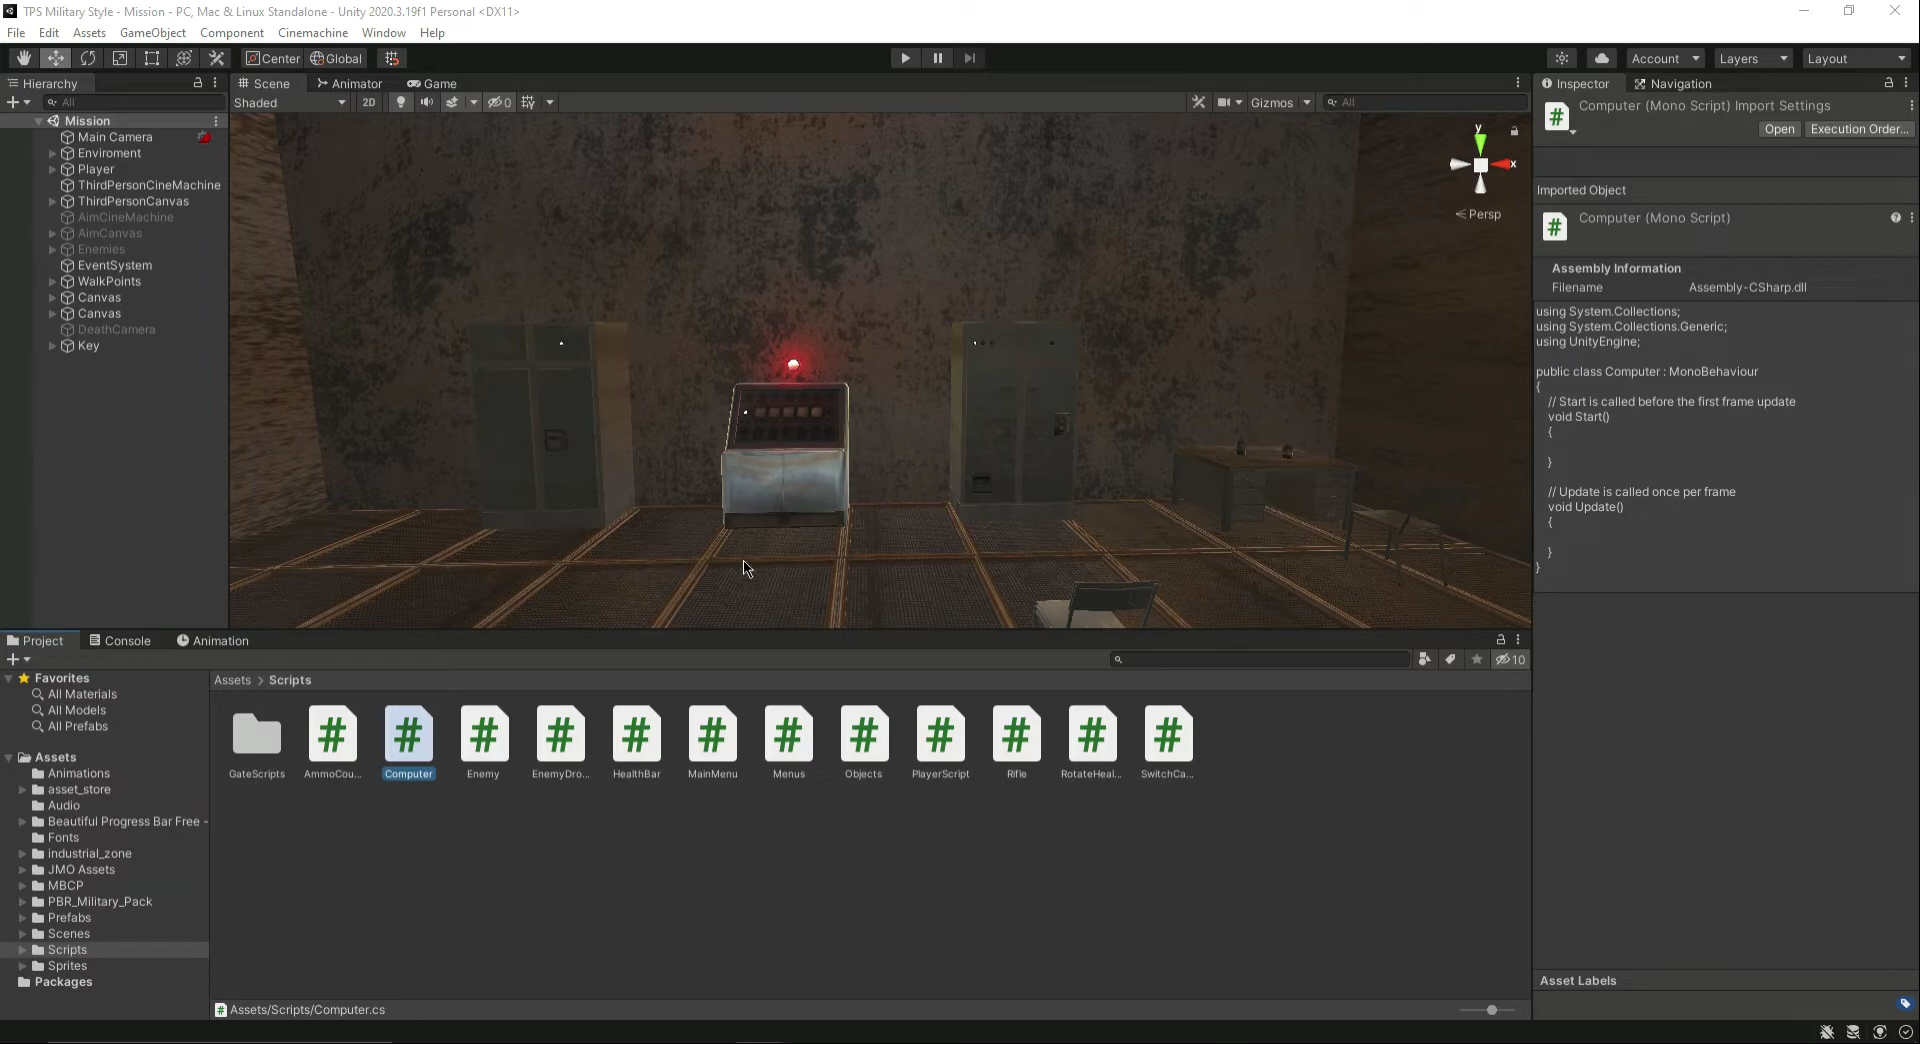 TPS Military Style - Mission - PC, Mac & Linux Standalone - Unity 2020.3.19f1 Personal <DX11>
File Edit Assets GameObject Component Cinemachine Window Help
Center Global Account Layers Layout
Hierarchy
All
Mission
Main Camera
Enviroment
Player
ThirdPersonCineMachine
ThirdPersonCanvas
AimCineMachine
AimCanvas
Enemies
EventSystem
WalkPoints
Canvas
Canvas
DeathCamera
Key
Scene Animator Game
Shaded 2D 0 Gizmos All
y
x
Persp
Inspector Navigation
Computer (Mono Script) Import Settings
Open Execution Order...
Imported Object
Computer (Mono Script)
Assembly Information
Filename Assembly-CSharp.dll
using System.Collections;
using System.Collections.Generic;
using UnityEngine;
public class Computer : MonoBehaviour
{
// Start is called before the first frame update
void Start()
{
}
// Update is called once per frame
void Update()
{
}
}
Asset Labels
Project Console Animation
10
Favorites
All Materials
All Models
All Prefabs
Assets
Animations
asset_store
Audio
Beautiful Progress Bar Free -
Fonts
industrial_zone
JMO Assets
MBCP
PBR_Military_Pack
Prefabs
Scenes
Scripts
Sprites
Packages
Assets > Scripts
GateScripts AmmoCou... Computer Enemy EnemyDro... HealthBar MainMenu Menus Objects PlayerScript Rifle RotateHeal... SwitchCa...
Assets/Scripts/Computer.cs